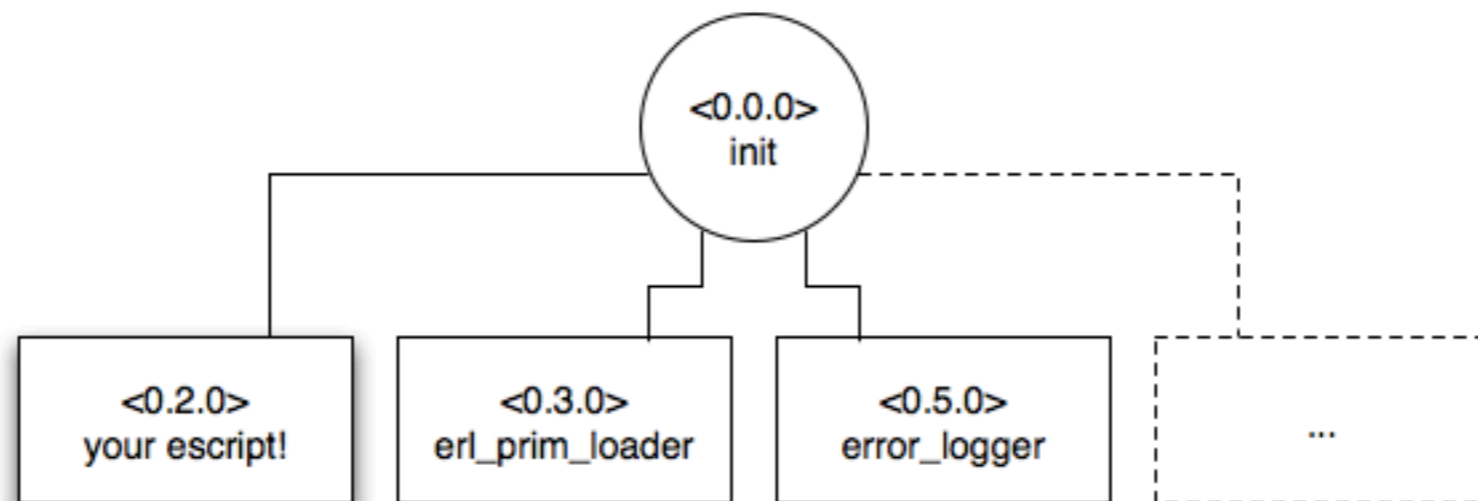 <0.0.0>
init
<0.2.0>
your escript!
<0.3.0>
erl_prim_loader
<0.5.0>
error_logger
...